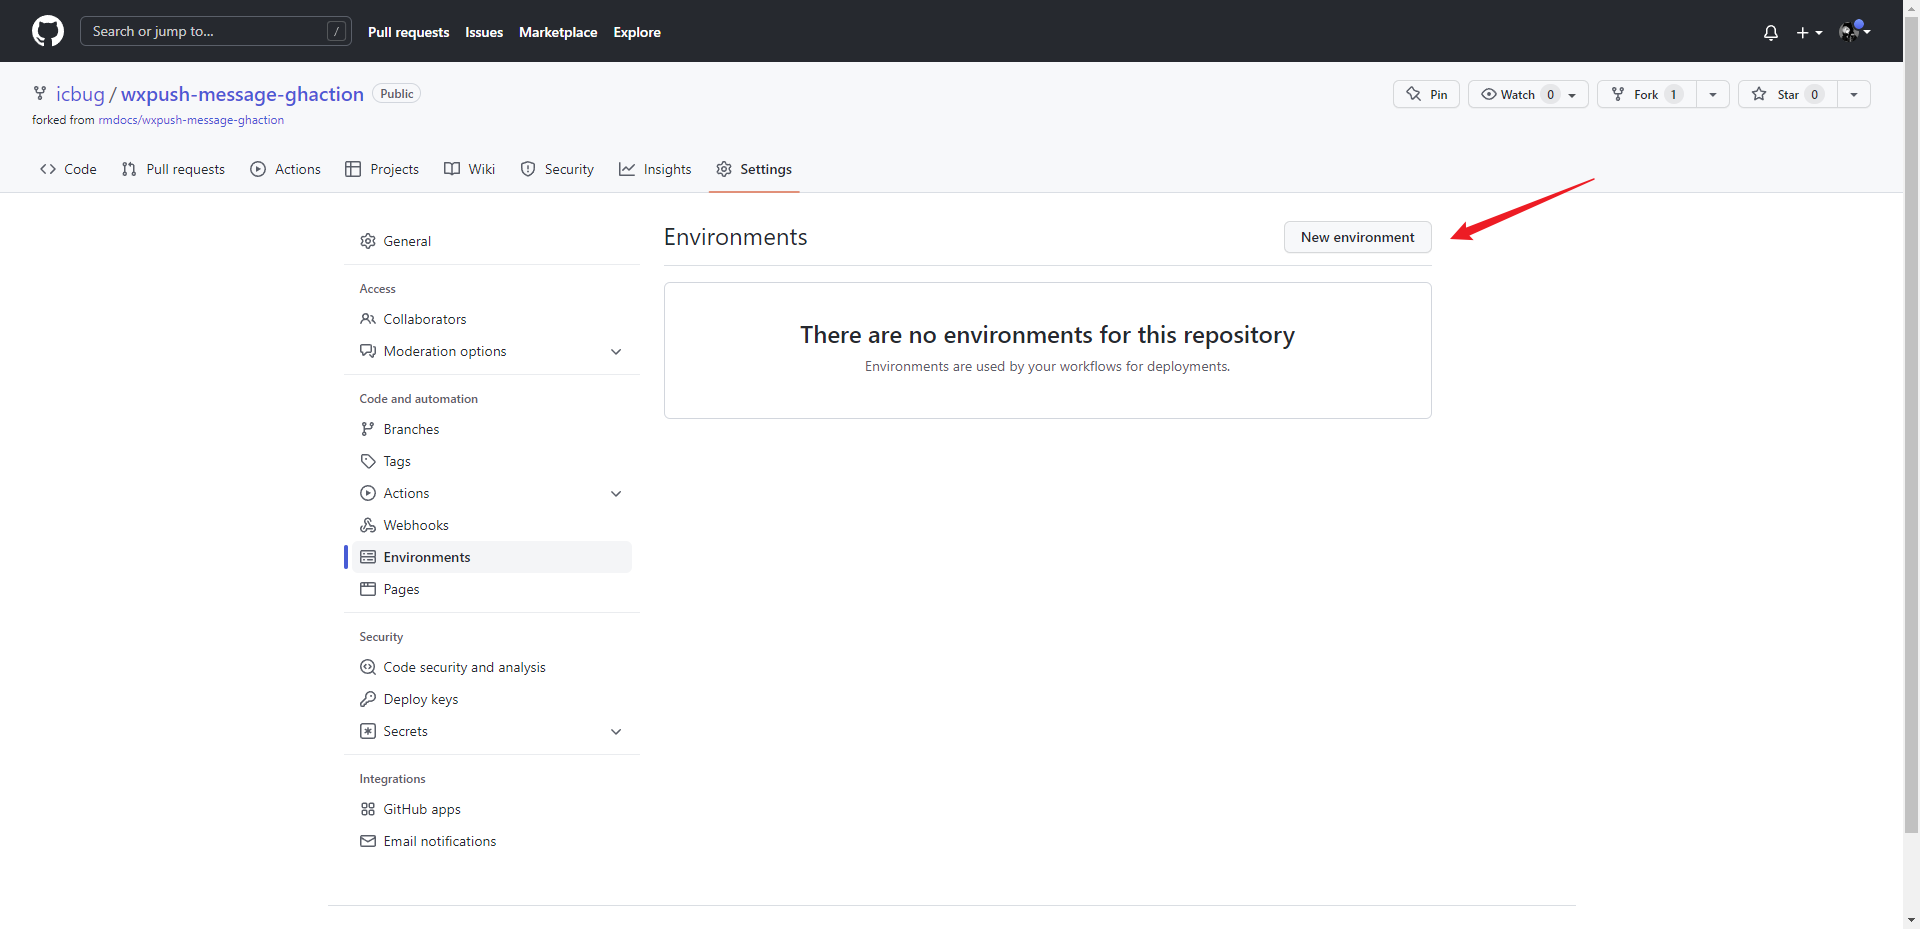 Search or jump to... /
Pull requests Issues Marketplace Explore
icbug / wxpush-message-ghaction Public
forked from rmdocs/wxpush-message-ghaction
Pin Watch 0 Fork 1 Star 0
Code Pull requests Actions Projects Wiki Security Insights Settings
General
Access
Collaborators
Moderation options
Code and automation
Branches
Tags
Actions
Webhooks
Environments
Pages
Security
Code security and analysis
Deploy keys
Secrets
Integrations
GitHub apps
Email notifications
Environments
New environment
There are no environments for this repository
Environments are used by your workflows for deployments.